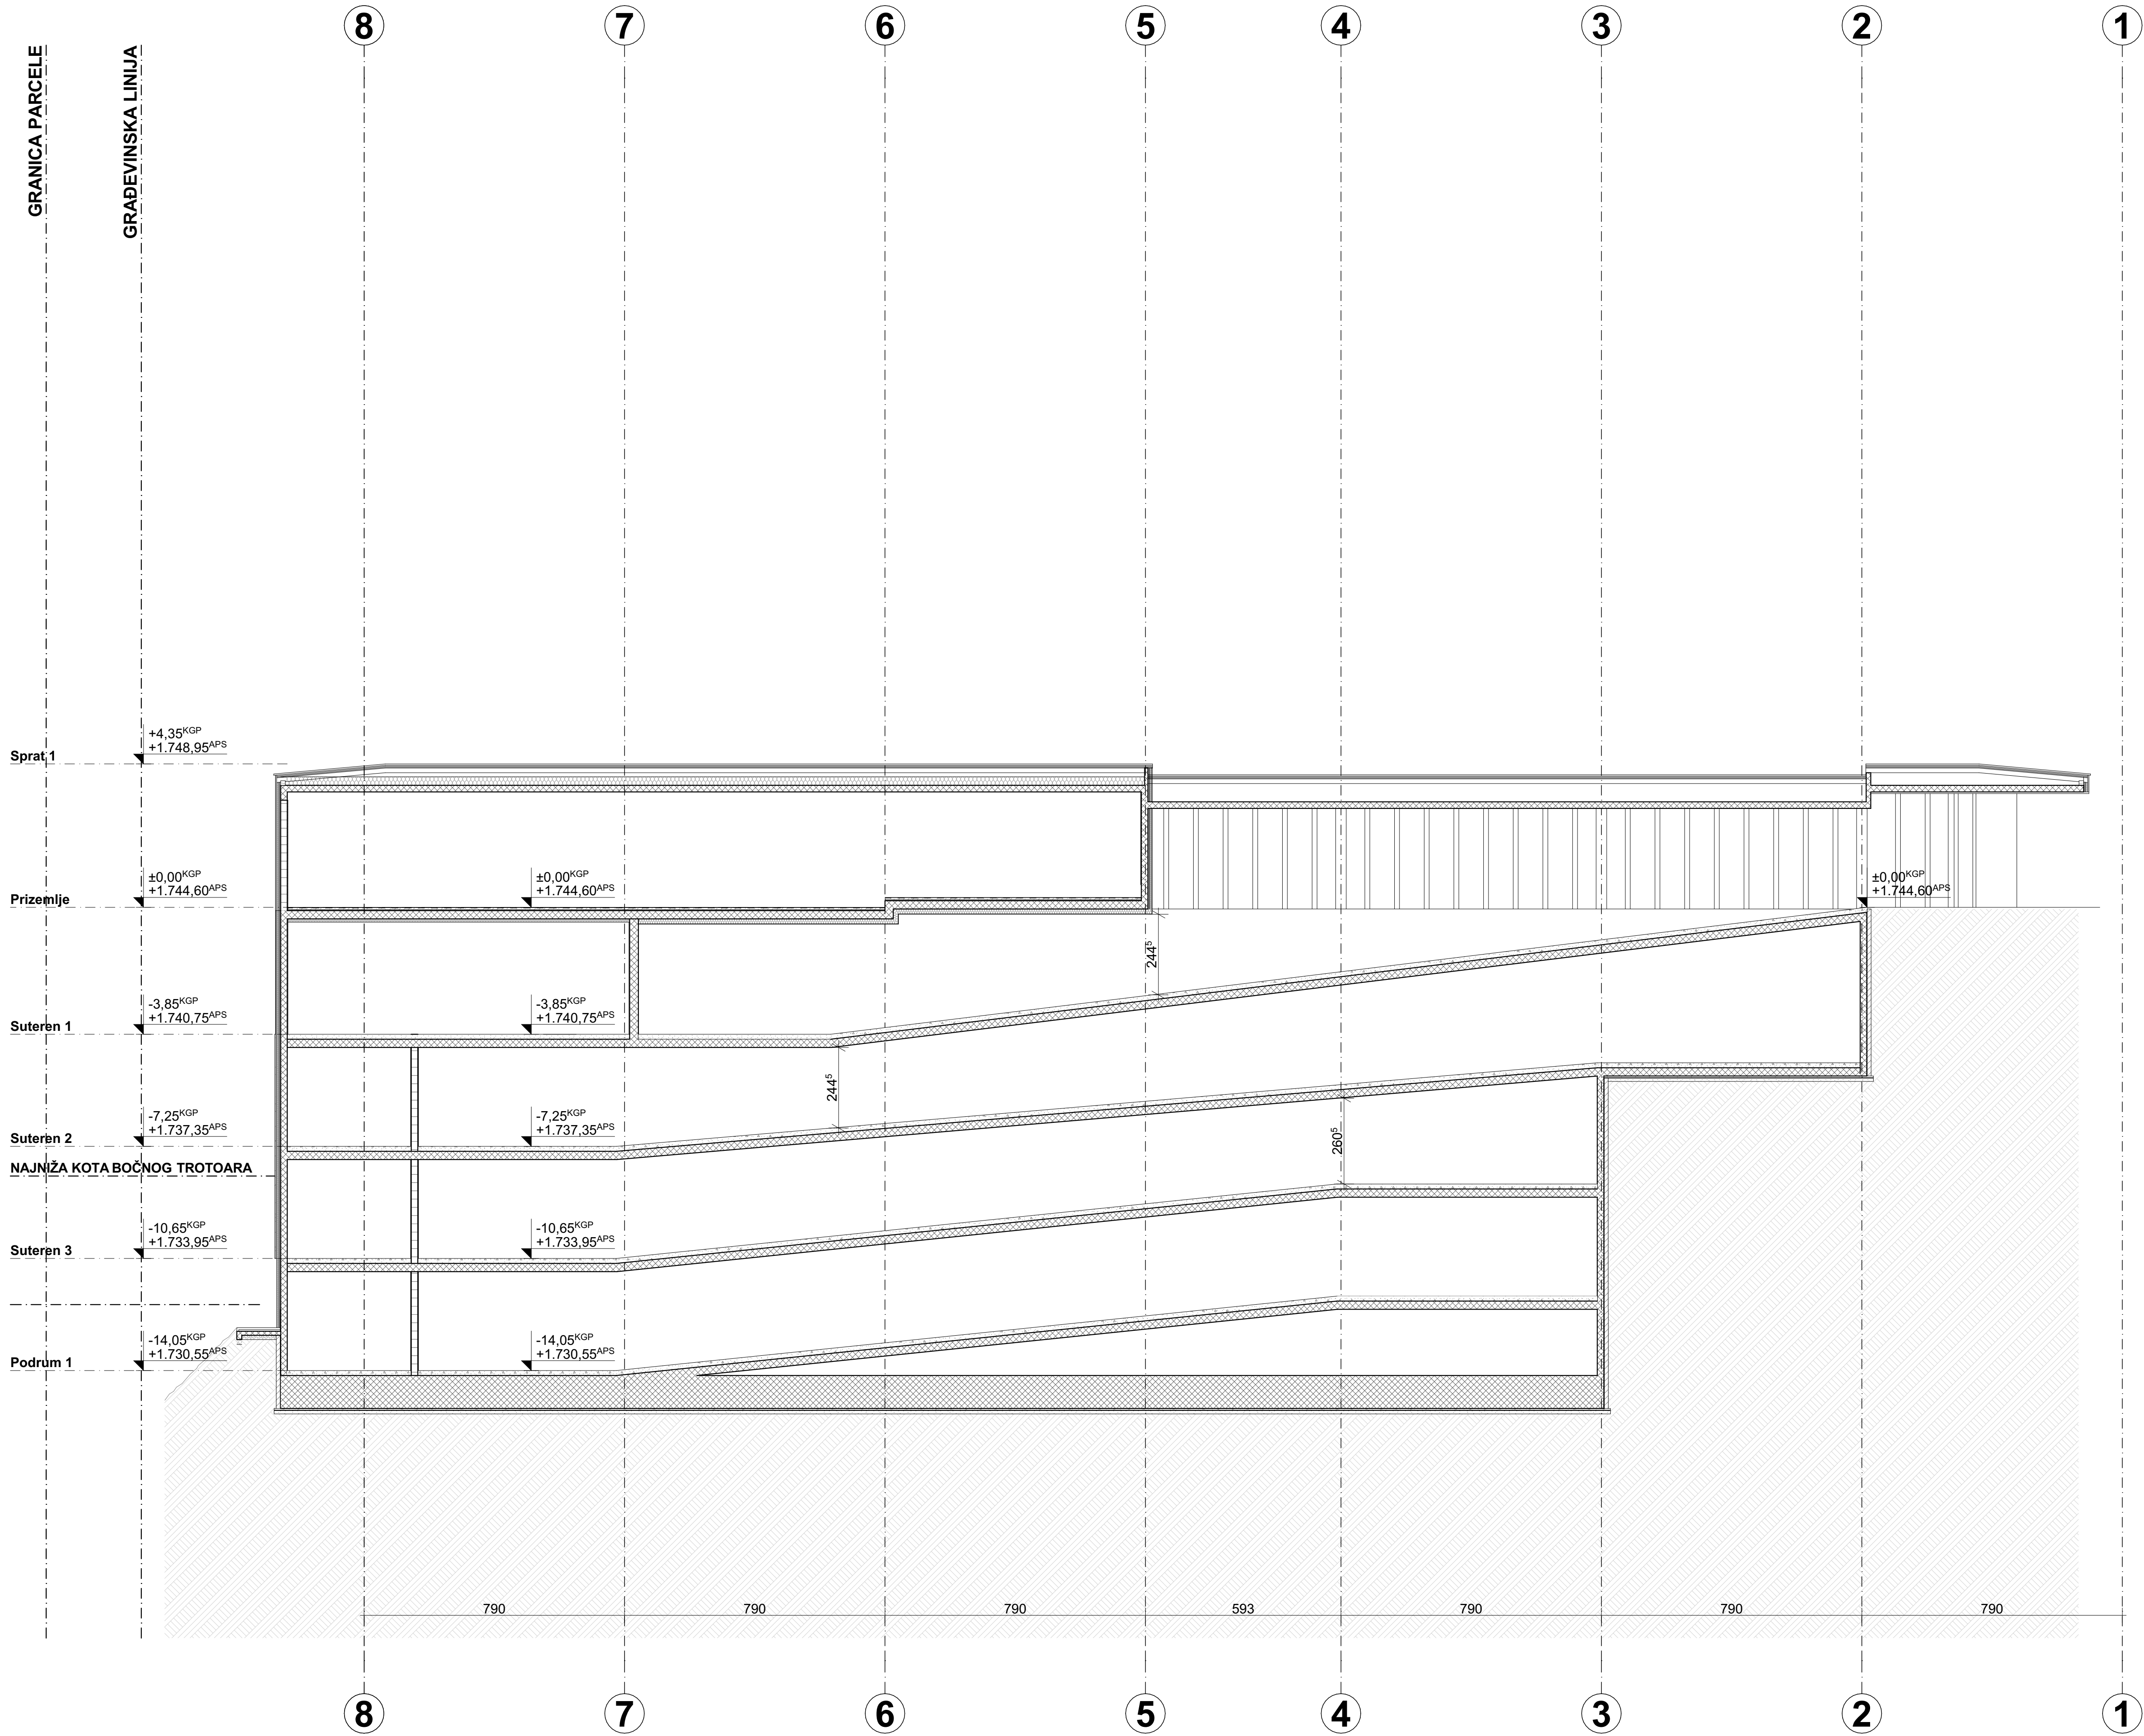 8 7 6 5 4 3 2 1
GRANICA PARCELE
GRAĐEVINSKA LINIJA
+4,35KGP
+1.748,95APS
Sprat 1
±0,00KGP
+1.744,60APS
±0,00KGP
+1.744,60APS
±0,00KGP
+1.744,60APS
Prizemlje
244⁵
-3,85KGP
+1.740,75APS
-3,85KGP
+1.740,75APS
Suteren 1
244⁵
-7,25KGP
+1.737,35APS
-7,25KGP
+1.737,35APS
260⁵
Suteren 2
NAJNIŽA KOTA BOČNOG TROTOARA
-10,65KGP
+1.733,95APS
-10,65KGP
+1.733,95APS
Suteren 3
-14,05KGP
+1.730,55APS
-14,05KGP
+1.730,55APS
Podrum 1
790 790 790 593 790 790 790
8 7 6 5 4 3 2 1